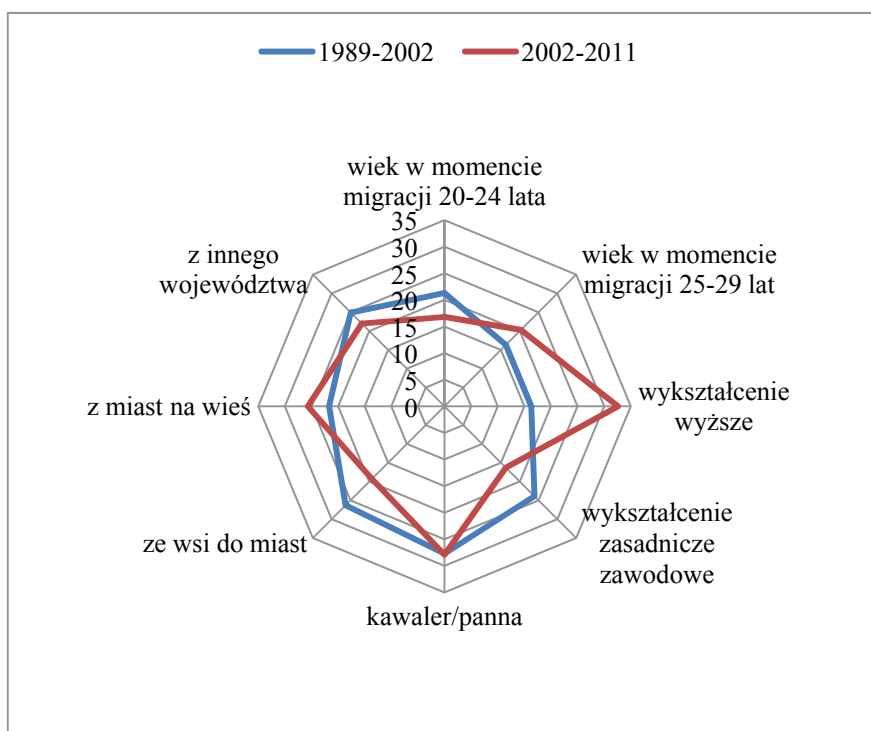 1989-2002 2002-2011
wiek w momencie
migracji 20-24 lata
wiek w momencie
migracji 25-29 lat
wykształcenie
wyższe
wykształcenie
zasadnicze
zawodowe
kawaler/panna
ze wsi do miast
z miast na wieś
z innego
województwa
35
30
25
20
15
10
5
0